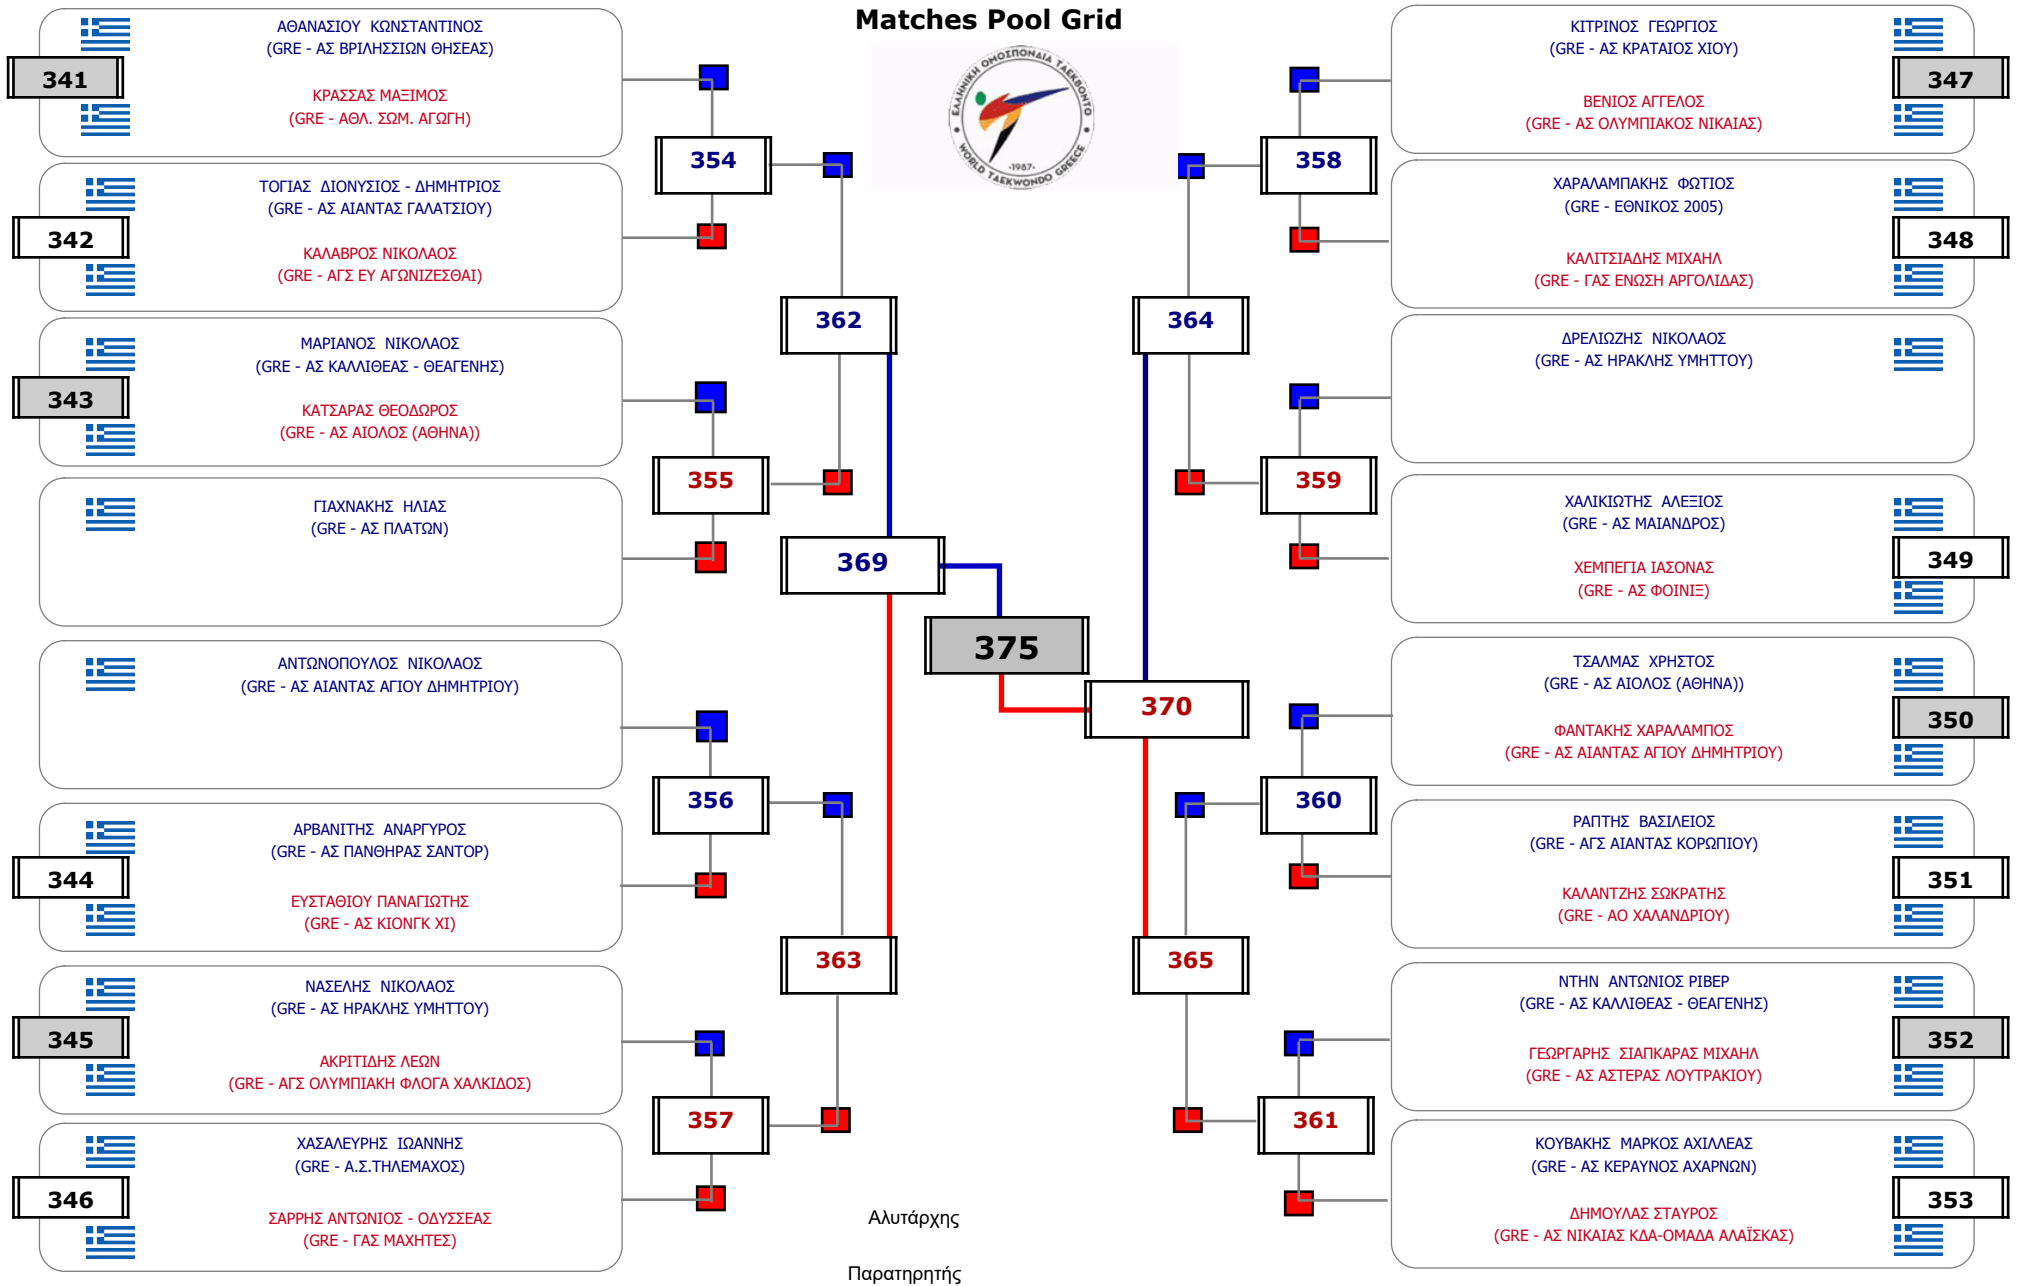 Matches Pool Grid
ΕΛΛΗΝΙΚΗ ΟΜΟΣΠΟΝΔΙΑ ΤΑΕΚΒΟΝΤΟ
-1987-
WORLD TAEKWONDO GREECE
341
ΑΘΑΝΑΣΙΟΥ ΚΩΝΣΤΑΝΤΙΝΟΣ
(GRE - ΑΣ ΒΡΙΛΗΣΣΙΩΝ ΘΗΣΕΑΣ)
ΚΡΑΣΣΑΣ ΜΑΞΙΜΟΣ
(GRE - ΑΘΛ. ΣΩΜ. ΑΓΩΓΗ)
342
ΤΟΓΙΑΣ ΔΙΟΝΥΣΙΟΣ - ΔΗΜΗΤΡΙΟΣ
(GRE - ΑΣ ΑΙΑΝΤΑΣ ΓΑΛΑΤΣΙΟΥ)
ΚΑΛΑΒΡΟΣ ΝΙΚΟΛΑΟΣ
(GRE - ΑΓΣ ΕΥ ΑΓΩΝΙΖΕΣΘΑΙ)
343
ΜΑΡΙΑΝΟΣ ΝΙΚΟΛΑΟΣ
(GRE - ΑΣ ΚΑΛΛΙΘΕΑΣ - ΘΕΑΓΕΝΗΣ)
ΚΑΤΣΑΡΑΣ ΘΕΟΔΩΡΟΣ
(GRE - ΑΣ ΑΙΟΛΟΣ (ΑΘΗΝΑ))
ΓΙΑΧΝΑΚΗΣ ΗΛΙΑΣ
(GRE - ΑΣ ΠΛΑΤΩΝ)
ΑΝΤΩΝΟΠΟΥΛΟΣ ΝΙΚΟΛΑΟΣ
(GRE - ΑΣ ΑΙΑΝΤΑΣ ΑΓΙΟΥ ΔΗΜΗΤΡΙΟΥ)
344
ΑΡΒΑΝΙΤΗΣ ΑΝΑΡΓΥΡΟΣ
(GRE - ΑΣ ΠΑΝΘΗΡΑΣ ΣΑΝΤΟΡ)
ΕΥΣΤΑΘΙΟΥ ΠΑΝΑΓΙΩΤΗΣ
(GRE - ΑΣ ΚΙΟΝΓΚ ΧΙ)
345
ΝΑΣΕΛΗΣ ΝΙΚΟΛΑΟΣ
(GRE - ΑΣ ΗΡΑΚΛΗΣ ΥΜΗΤΤΟΥ)
ΑΚΡΙΤΙΔΗΣ ΛΕΩΝ
(GRE - ΑΓΣ ΟΛΥΜΠΙΑΚΗ ΦΛΟΓΑ ΧΑΛΚΙΔΟΣ)
346
ΧΑΣΑΛΕΥΡΗΣ ΙΩΑΝΝΗΣ
(GRE - Α.Σ.ΤΗΛΕΜΑΧΟΣ)
ΣΑΡΡΗΣ ΑΝΤΩΝΙΟΣ - ΟΔΥΣΣΕΑΣ
(GRE - ΓΑΣ ΜΑΧΗΤΕΣ)
354
355
356
357
362
363
369
375
370
364
365
358
359
360
361
ΚΙΤΡΙΝΟΣ ΓΕΩΡΓΙΟΣ
(GRE - ΑΣ ΚΡΑΤΑΙΟΣ ΧΙΟΥ)
347
ΒΕΝΙΟΣ ΑΓΓΕΛΟΣ
(GRE - ΑΣ ΟΛΥΜΠΙΑΚΟΣ ΝΙΚΑΙΑΣ)
ΧΑΡΑΛΑΜΠΑΚΗΣ ΦΩΤΙΟΣ
(GRE - ΕΘΝΙΚΟΣ 2005)
348
ΚΑΛΙΤΣΙΑΔΗΣ ΜΙΧΑΗΛ
(GRE - ΓΑΣ ΕΝΩΣΗ ΑΡΓΟΛΙΔΑΣ)
ΔΡΕΛΙΩΖΗΣ ΝΙΚΟΛΑΟΣ
(GRE - ΑΣ ΗΡΑΚΛΗΣ ΥΜΗΤΤΟΥ)
ΧΑΛΙΚΙΩΤΗΣ ΑΛΕΞΙΟΣ
(GRE - ΑΣ ΜΑΙΑΝΔΡΟΣ)
349
ΧΕΜΠΕΓΙΑ ΙΑΣΟΝΑΣ
(GRE - ΑΣ ΦΟΙΝΙΞ)
ΤΣΑΛΜΑΣ ΧΡΗΣΤΟΣ
(GRE - ΑΣ ΑΙΟΛΟΣ (ΑΘΗΝΑ))
350
ΦΑΝΤΑΚΗΣ ΧΑΡΑΛΑΜΠΟΣ
(GRE - ΑΣ ΑΙΑΝΤΑΣ ΑΓΙΟΥ ΔΗΜΗΤΡΙΟΥ)
ΡΑΠΤΗΣ ΒΑΣΙΛΕΙΟΣ
(GRE - ΑΓΣ ΑΙΑΝΤΑΣ ΚΟΡΩΠΙΟΥ)
351
ΚΑΛΑΝΤΖΗΣ ΣΩΚΡΑΤΗΣ
(GRE - ΑΟ ΧΑΛΑΝΔΡΙΟΥ)
ΝΤΗΝ ΑΝΤΩΝΙΟΣ ΡΙΒΕΡ
(GRE - ΑΣ ΚΑΛΛΙΘΕΑΣ - ΘΕΑΓΕΝΗΣ)
352
ΓΕΩΡΓΑΡΗΣ ΣΙΑΠΚΑΡΑΣ ΜΙΧΑΗΛ
(GRE - ΑΣ ΑΣΤΕΡΑΣ ΛΟΥΤΡΑΚΙΟΥ)
ΚΟΥΒΑΚΗΣ ΜΑΡΚΟΣ ΑΧΙΛΛΕΑΣ
(GRE - ΑΣ ΚΕΡΑΥΝΟΣ ΑΧΑΡΝΩΝ)
353
ΔΗΜΟΥΛΑΣ ΣΤΑΥΡΟΣ
(GRE - ΑΣ ΝΙΚΑΙΑΣ ΚΔΑ-ΟΜΑΔΑ ΑΛΑΪΣΚΑΣ)
Αλυτάρχης
Παρατηρητής